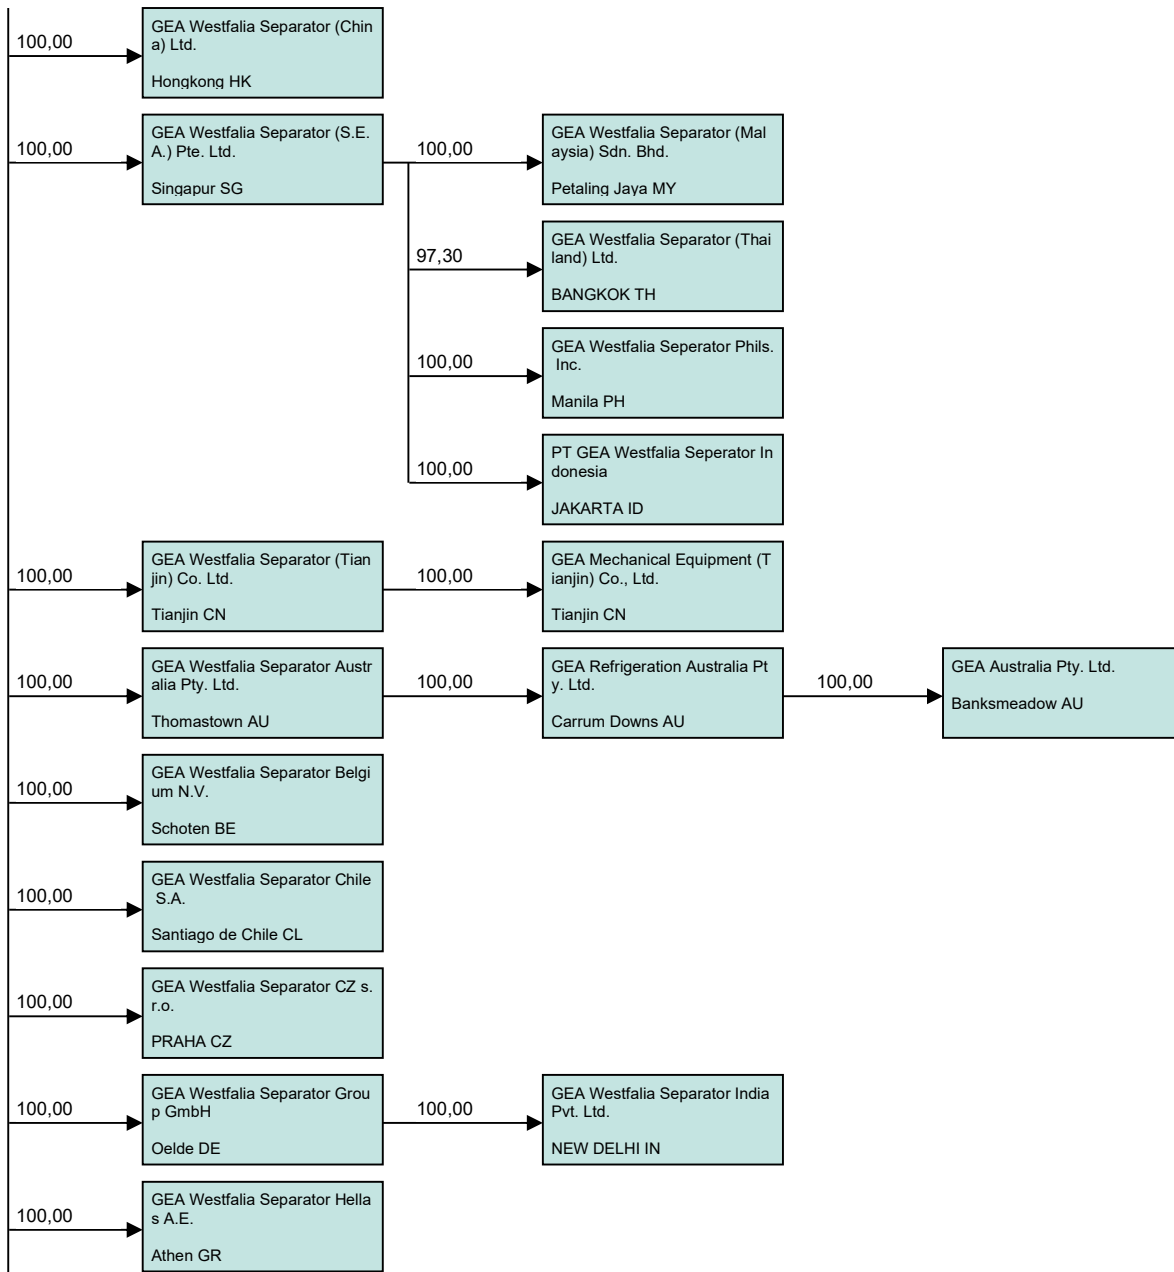 100,00
GEA Westfalia Separator (Chin
a) Ltd.
Hongkong HK
100,00
GEA Westfalia Separator (S.E.
A.) Pte. Ltd.
Singapur SG
100,00
GEA Westfalia Separator (Mal
aysia) Sdn. Bhd.
Petaling Jaya MY
97,30
GEA Westfalia Separator (Thai
land) Ltd.
BANGKOK TH
100,00
GEA Westfalia Seperator Phils.
Inc.
Manila PH
100,00
PT GEA Westfalia Seperator In
donesia
JAKARTA ID
100,00
GEA Westfalia Separator (Tian
jin) Co. Ltd.
Tianjin CN
100,00
GEA Mechanical Equipment (T
ianjin) Co., Ltd.
Tianjin CN
100,00
GEA Westfalia Separator Austr
alia Pty. Ltd.
Thomastown AU
100,00
GEA Refrigeration Australia Pt
y. Ltd.
Carrum Downs AU
100,00
GEA Australia Pty. Ltd.
Banksmeadow AU
100,00
GEA Westfalia Separator Belgi
um N.V.
Schoten BE
100,00
GEA Westfalia Separator Chile
S.A.
Santiago de Chile CL
100,00
GEA Westfalia Separator CZ s.
r.o.
PRAHA CZ
100,00
GEA Westfalia Separator Grou
p GmbH
Oelde DE
100,00
GEA Westfalia Separator India
Pvt. Ltd.
NEW DELHI IN
100,00
GEA Westfalia Separator Hella
s A.E.
Athen GR